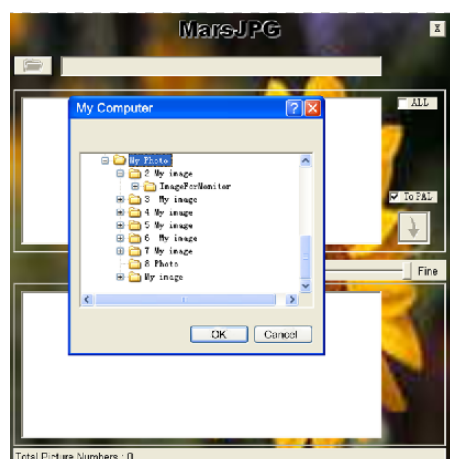 MarsJPG
X
ALL
My Computer
My Photo
2 My image
ImageForMonitor
3 My image
4 My image
5 My image
6 My image
7 My image
8 Photo
My image
To PAL
Fine
OK Cancel
Total Picture Numbers : 0